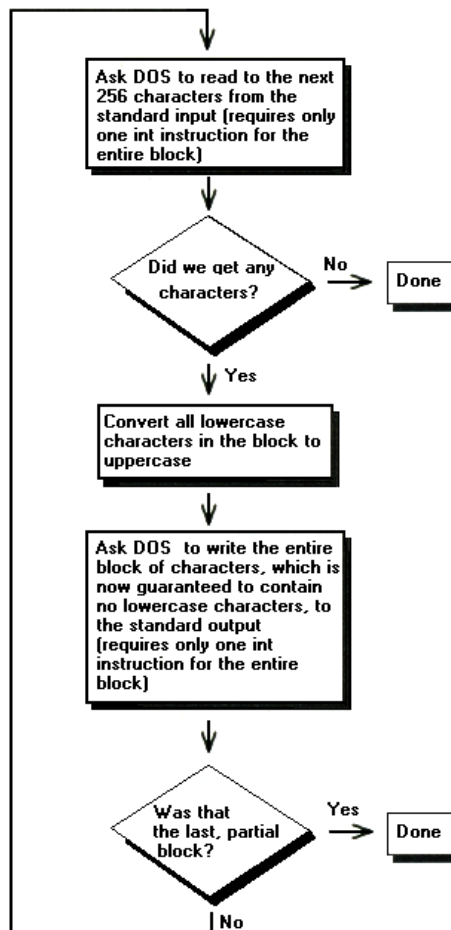 Ask DOS to read to the next
256 characters from the
standard input (requires only
one int instruction for the
entire block)
Did we get any
characters?
No
Done
Yes
Convert all lowercase
characters in the block to
uppercase
Ask DOS to write the entire
block of characters, which is
now guaranteed to contain
no lowercase characters, to
the standard output
(requires only one int
instruction for the entire
block)
Was that
the last, partial
block?
Yes
Done
No